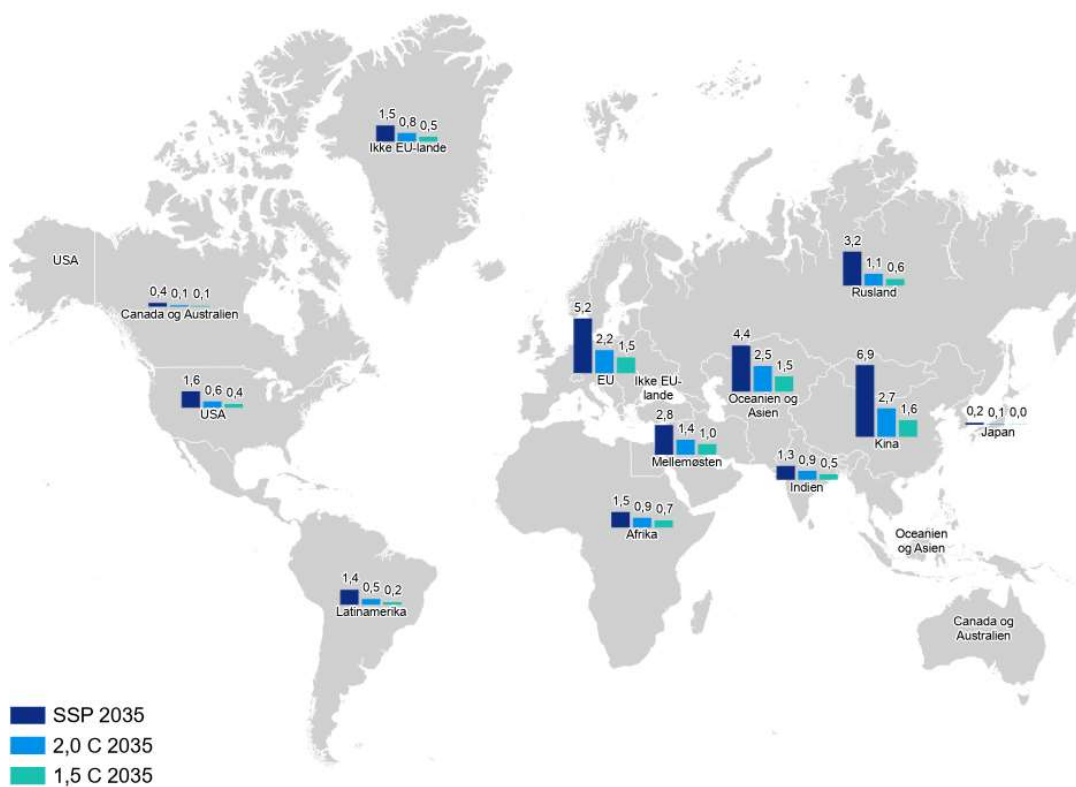 1,5 0,8 0,5
Ikke EU-lande
USA
0,4 0,1 0,1
Canada og Australien
1,6 0,6 0,4
USA
5,2 2,2 1,5
EU
Ikke EU-
lande
3,2 1,1 0,6
Rusland
4,4 2,5 1,5
Oceanien og
Asien
6,9 2,7 1,6
Kina
0,2 0,1 0,0
Japan
2,8 1,4 1,0
Mellemøsten
1,3 0,9 0,5
Indien
1,5 0,9 0,7
Afrika
Oceanien
og Asien
1,4 0,5 0,2
Latinamerika
Canada og
Australien
SSP 2035
2,0 C 2035
1,5 C 2035